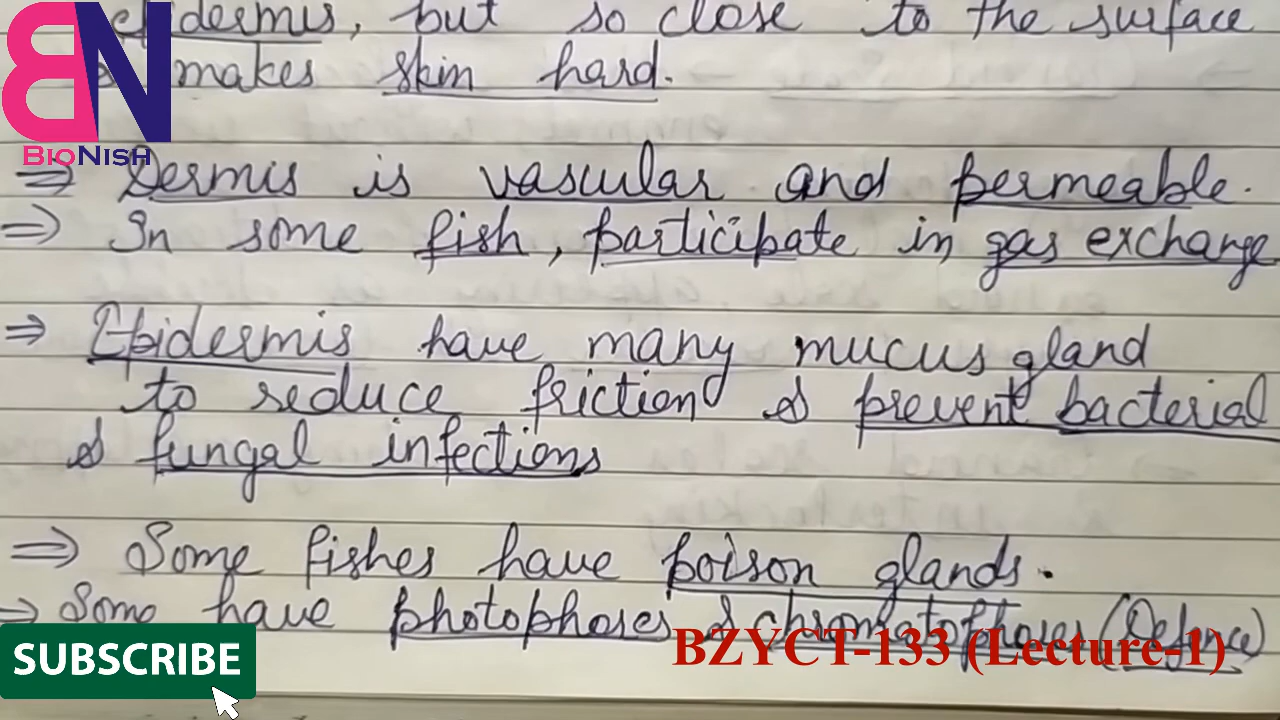 epidermis, but so close to the surface
makes skin hard.
BN
BIONISH
⇒ Dermis is vascular and permeable.
⇒ In some fish, participate in gas exchange
⇒ Epidermis have many mucus gland
to reduce friction & prevent bacterial
& fungal infections
⇒ Some fishes have poison glands.
⇒ Some have photophores & chromatophores (Defence)
BZYCT-133 (Lecture-1)
SUBSCRIBE